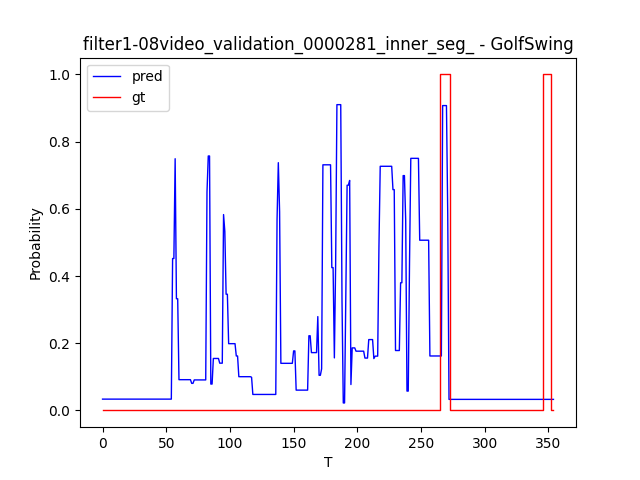 filter1-08video_validation_0000281_inner_seg_ - GolfSwing
pred
gt
1.0
0.8
0.6
0.4
0.2
0.0
Probability
0 50 100 150 200 250 300 350
T